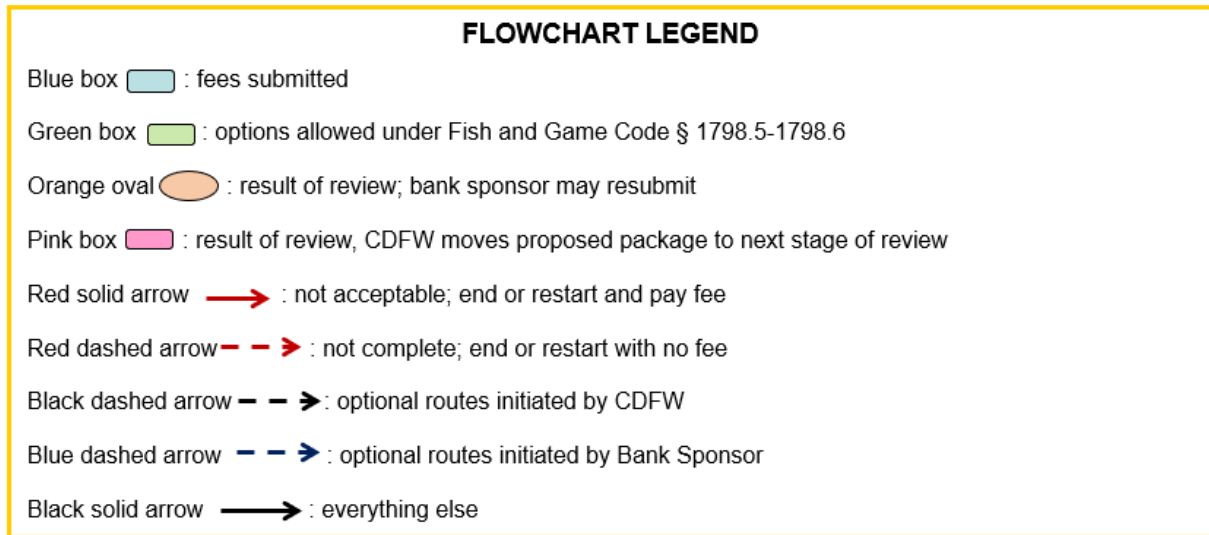 FLOWCHART LEGEND
Blue box : fees submitted
Green box : options allowed under Fish and Game Code § 1798.5-1798.6
Orange oval : result of review; bank sponsor may resubmit
Pink box : result of review, CDFW moves proposed package to next stage of review
Red solid arrow : not acceptable; end or restart and pay fee
Red dashed arrow : not complete; end or restart with no fee
Black dashed arrow : optional routes initiated by CDFW
Blue dashed arrow : optional routes initiated by Bank Sponsor
Black solid arrow : everything else